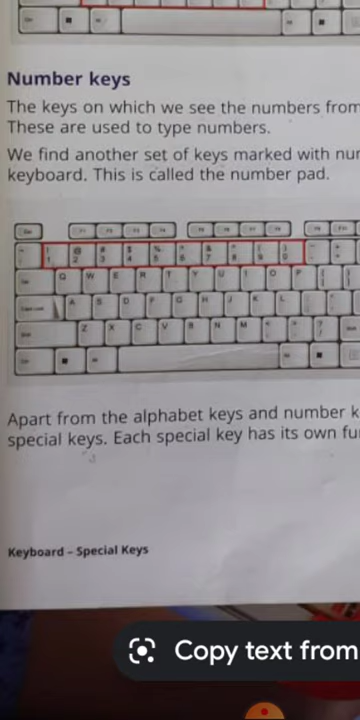 Number keys
The keys on which we see the numbers from
These are used to type numbers.
We find another set of keys marked with
keyboard. This is called the number pad.
Q W E R T Y U I O P
A S D F G H J K L
Z X C V B N M
Apart from the alphabet keys and number
special keys. Each special key has its own
Keyboard – Special Keys
Copy text from